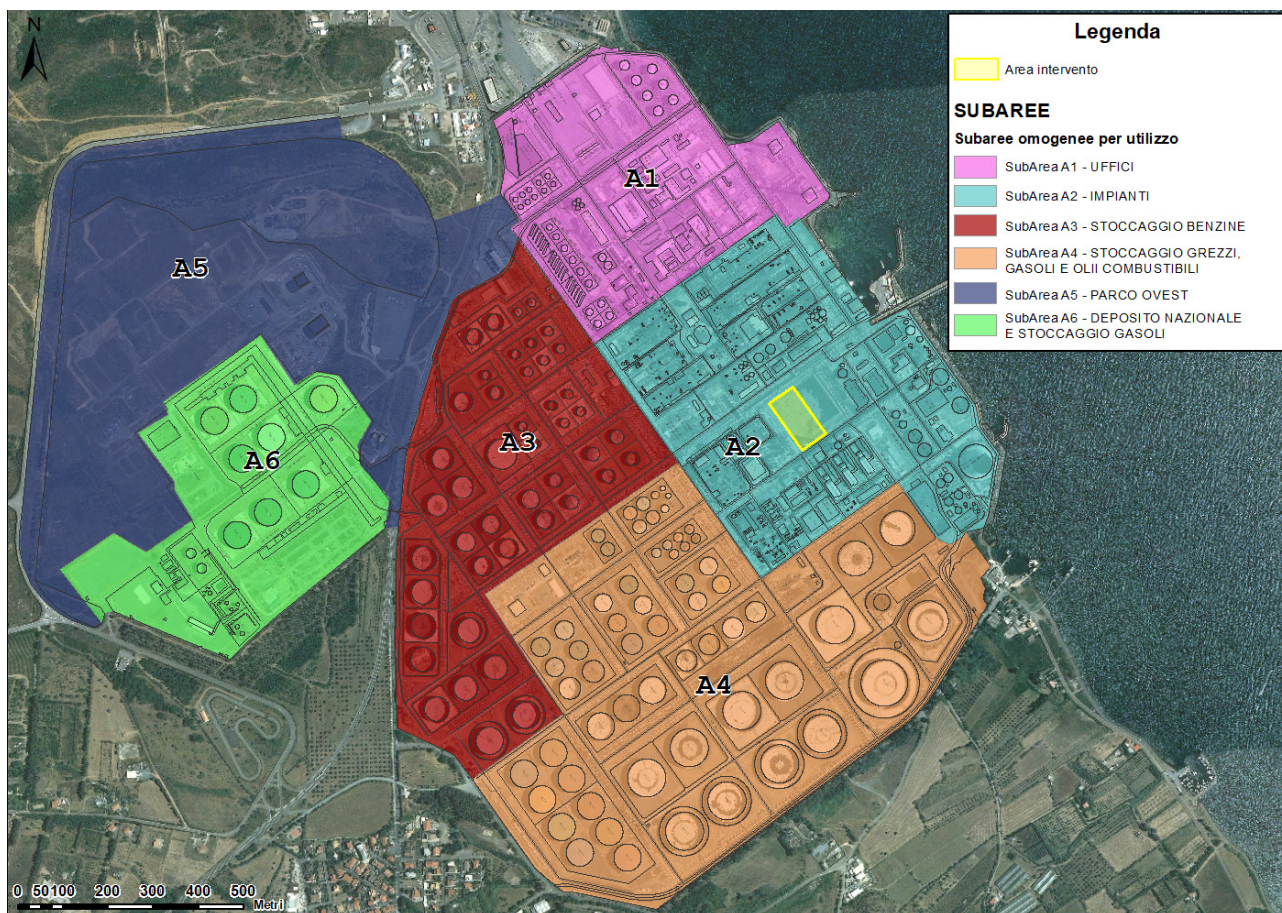 N
Legenda
Area intervento
SUBAREE
Subaree omogenee per utilizzo
SubArea A1 - UFFICI
SubArea A2 - IMPIANTI
SubArea A3 - STOCCAGGIO BENZINE
SubArea A4 - STOCCAGGIO GREZZI,
GASOLI E OLII COMBUSTIBILI
SubArea A5 - PARCO OVEST
SubArea A6 - DEPOSITO NAZIONALE
E STOCCAGGIO GASOLI
A1
A5
A3
A2
A6
A4
0 50 100 200 300 400 500
Metri